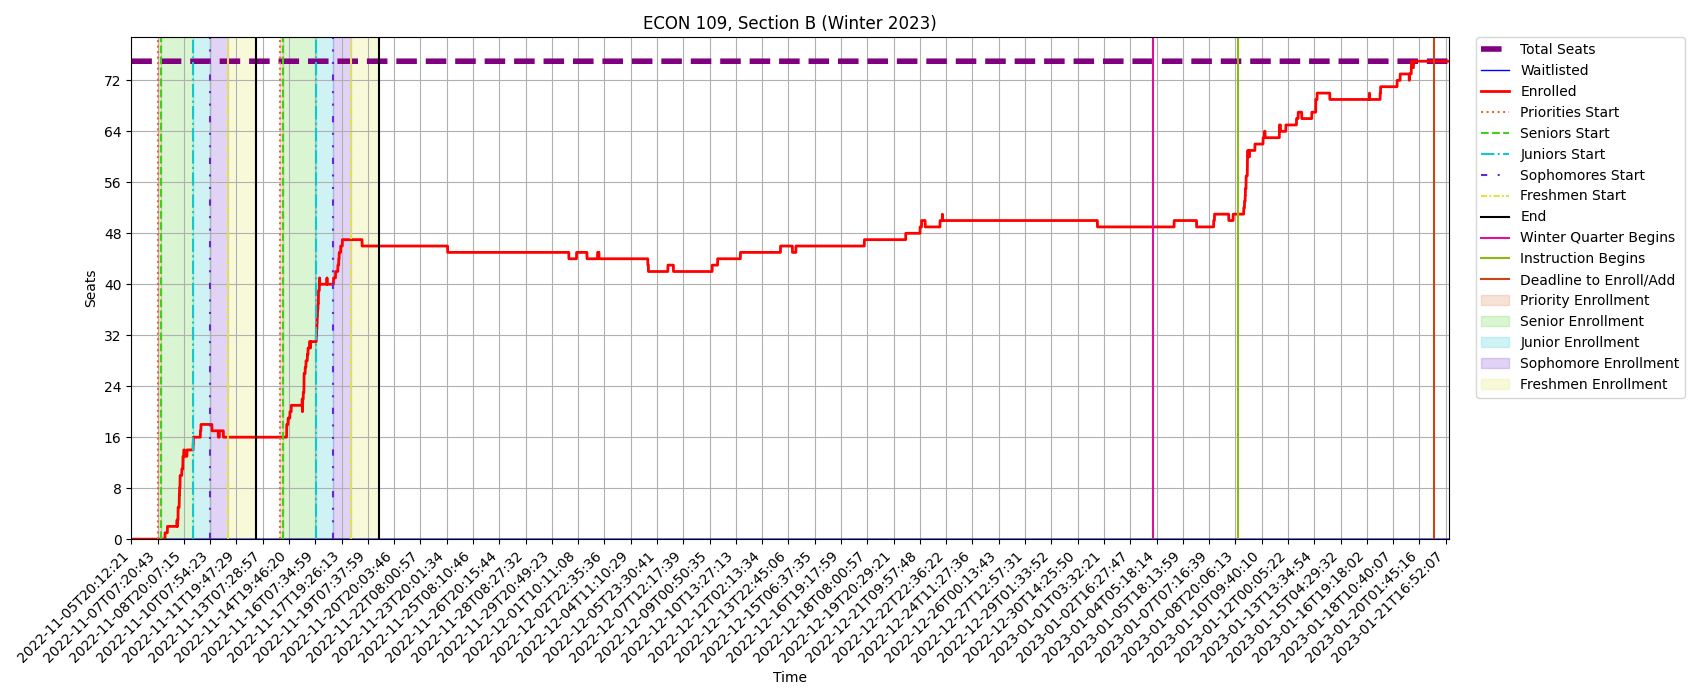 ECON 109, Section B (Winter 2023)
Seats
72
64
56
48
40
32
24
16
8
0
2022-11-05T20:12:21
2022-11-07T07:20:43
2022-11-08T20:07:15
2022-11-10T07:54:23
2022-11-11T19:47:29
2022-11-13T07:28:57
2022-11-14T19:46:20
2022-11-16T07:34:59
2022-11-17T19:26:13
2022-11-19T07:37:59
2022-11-20T20:03:46
2022-11-22T08:00:57
2022-11-23T20:01:34
2022-11-25T08:10:46
2022-11-26T20:15:44
2022-11-28T08:27:32
2022-11-29T20:49:23
2022-12-01T10:11:08
2022-12-02T22:35:36
2022-12-04T11:10:29
2022-12-05T23:30:41
2022-12-07T12:17:39
2022-12-09T00:50:35
2022-12-10T13:27:13
2022-12-12T02:13:34
2022-12-13T22:45:06
2022-12-15T06:37:35
2022-12-16T19:17:59
2022-12-18T08:00:57
2022-12-19T20:29:21
2022-12-21T09:57:48
2022-12-22T22:36:22
2022-12-24T11:27:36
2022-12-26T00:13:43
2022-12-27T12:57:31
2022-12-29T01:33:52
2022-12-30T14:25:50
2023-01-01T03:32:21
2023-01-02T16:27:47
2023-01-04T05:18:14
2023-01-05T18:13:59
2023-01-07T07:16:39
2023-01-08T20:06:13
2023-01-10T09:40:10
2023-01-12T00:05:22
2023-01-13T13:34:54
2023-01-15T04:29:32
2023-01-16T19:18:02
2023-01-18T10:40:07
2023-01-20T01:45:16
2023-01-21T16:52:07
Time
Total Seats
Waitlisted
Enrolled
Priorities Start
Seniors Start
Juniors Start
Sophomores Start
Freshmen Start
End
Winter Quarter Begins
Instruction Begins
Deadline to Enroll/Add
Priority Enrollment
Senior Enrollment
Junior Enrollment
Sophomore Enrollment
Freshmen Enrollment